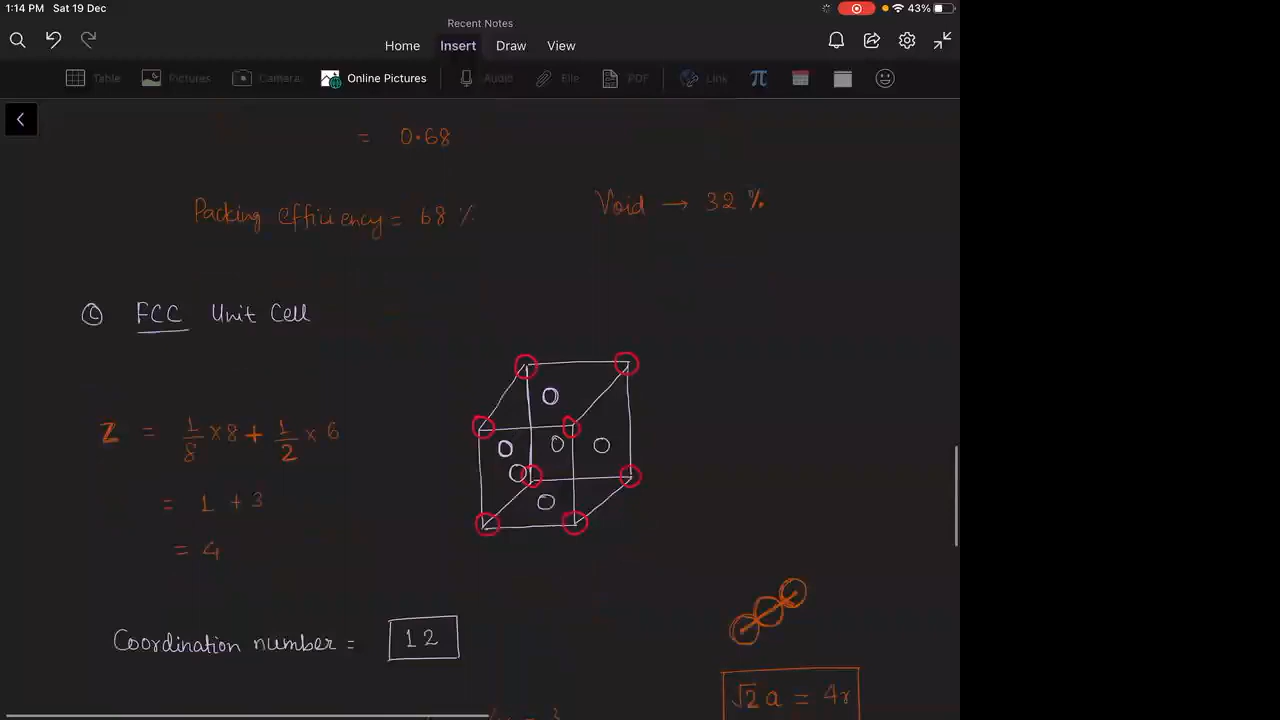 1:14 PM Sat 19 Dec
43%
Recent Notes
Home Insert Draw View
Table Pictures Camera Online Pictures Audio File PDF Link π
= 0.68
Packing efficiency = 68 %
Void → 32 %
© FCC Unit Cell
Z = 1/8 × 8 + 1/2 × 6
= 1 + 3
= 4
Coordination number = 12
√2 a = 4r